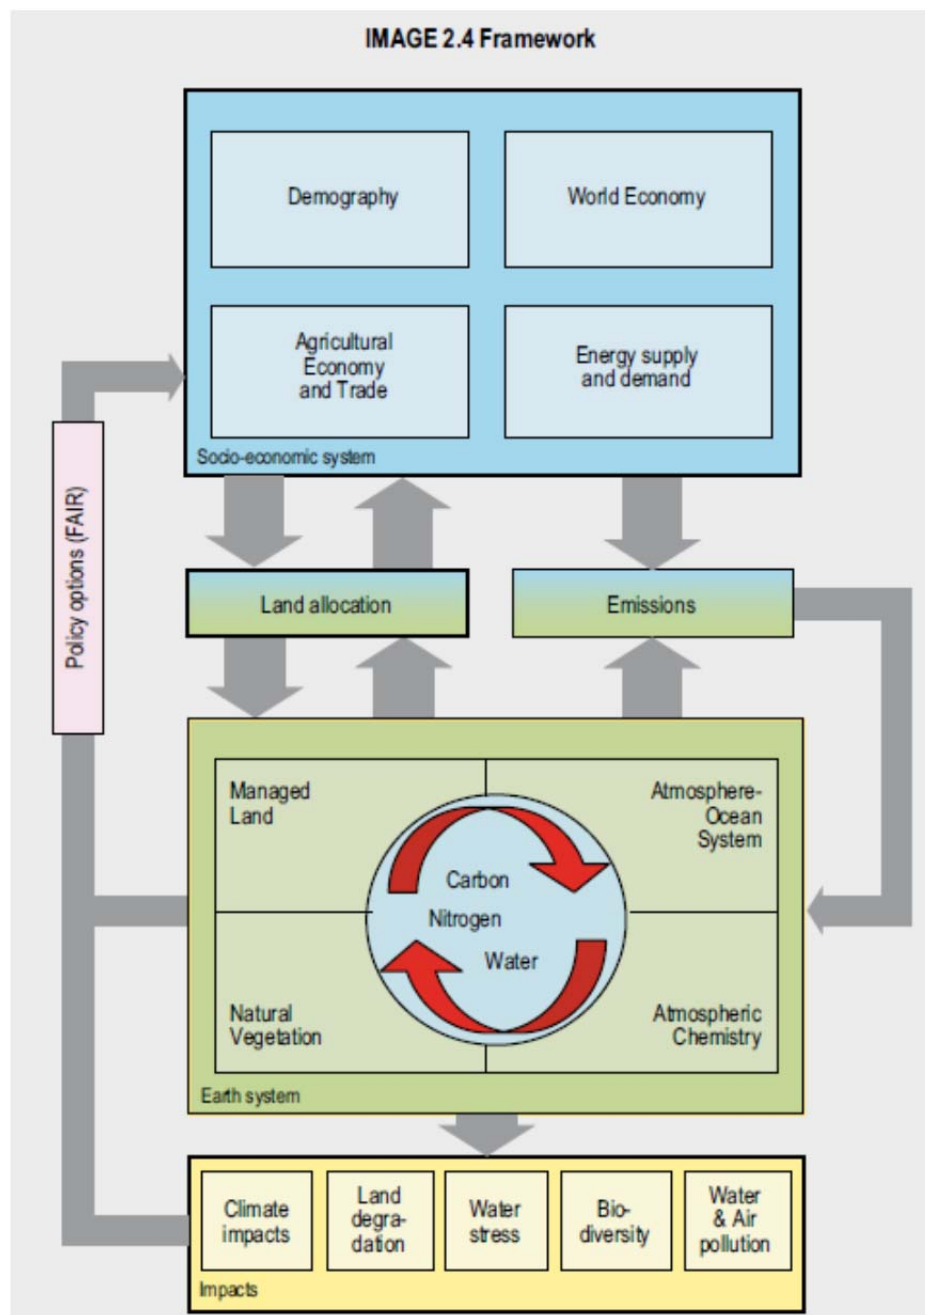 IMAGE 2.4 Framework
Demography
World Economy
Agricultural
Economy
and Trade
Energy supply
and demand
Socio-economic system
Policy options (FAIR)
Land allocation
Emissions
Managed
Land
Atmosphere-
Ocean
System
Carbon
Nitrogen
Water
Natural
Vegetation
Atmospheric
Chemistry
Earth system
Climate
impacts
Land
degra-
dation
Water
stress
Bio-
diversity
Water
& Air
pollution
Impacts